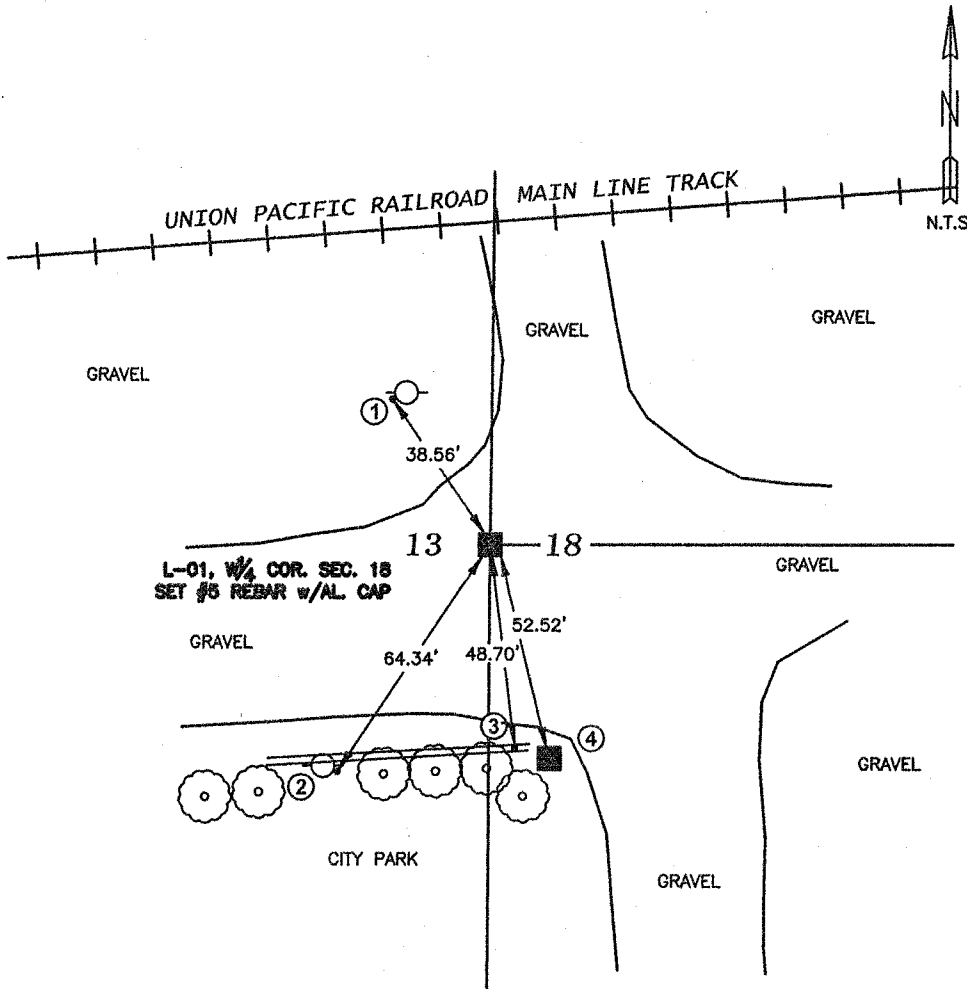 N
N.T.S
UNION PACIFIC RAILROAD MAIN LINE TRACK
GRAVEL
GRAVEL
GRAVEL
1
38.56'
13 18
L-01, W1/4 COR. SEC. 18
SET #5 REBAR w/AL. CAP
GRAVEL
GRAVEL
52.52'
64.34'
48.70'
3
4
2
GRAVEL
CITY PARK
GRAVEL